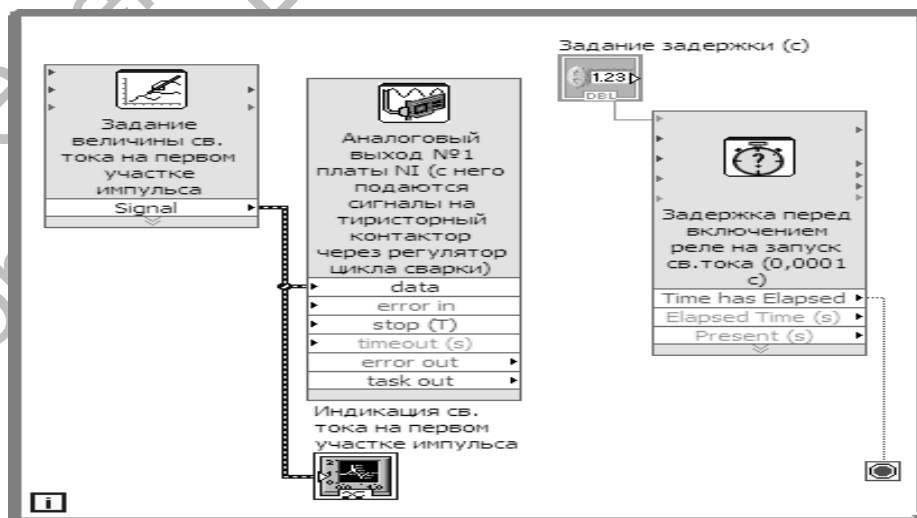 Задание
величины св.
тока на первом
участке
импульса
Signal
Аналоговый
выход №1
платы NI (с него
подаются
сигналы на
тиристорный
контактор
через регулятор
цикла сварки)
data
error in
stop (T)
timeout (s)
error out
task out
Индикация св.
тока на первом
участке импульса
Задание задержки (с)
1.23
DBL
Задержка перед
включением
реле на запуск
св.тока (0,0001
с)
Time has Elapsed
Elapsed Time (s)
Present (s)
i